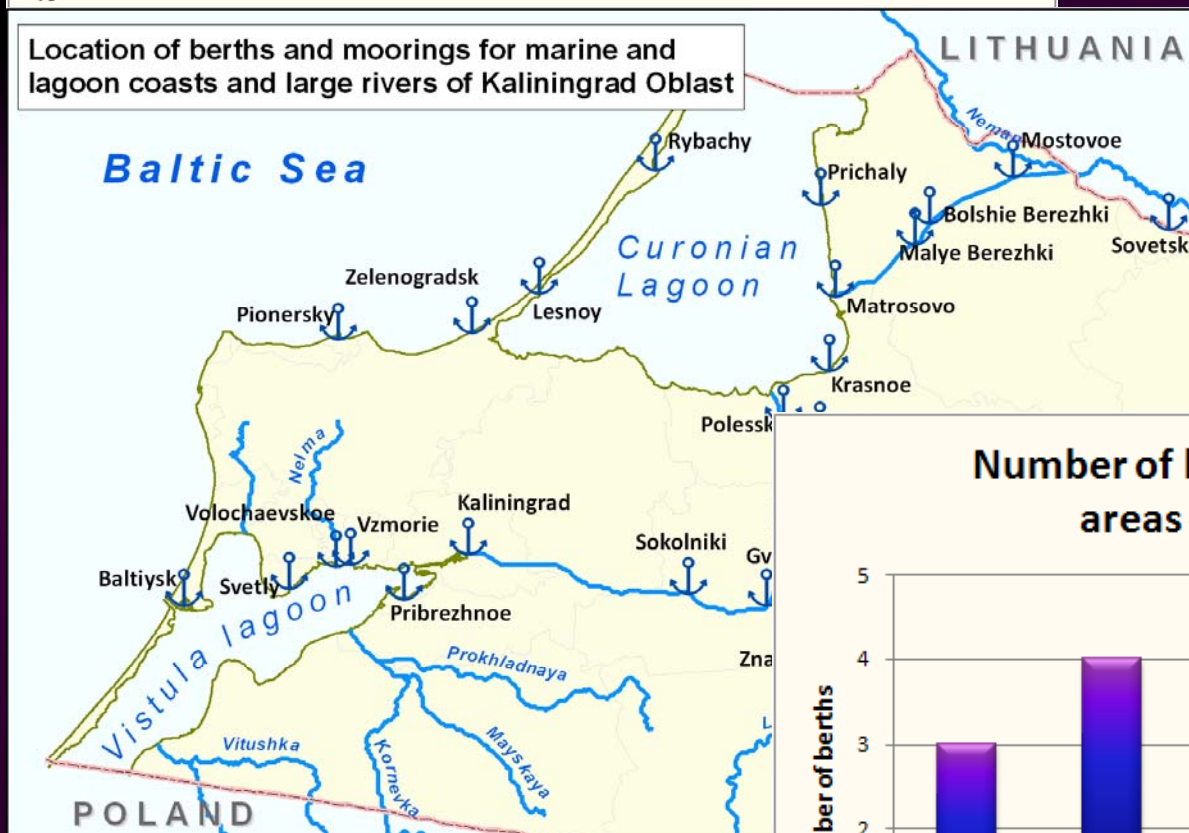 Location of berths and moorings for marine and
lagoon coasts and large rivers of Kaliningrad Oblast
LITHUANIA
Baltic Sea
Rybachy
Neman
Mostovoe
Prichaly
Bolshie Berezhki
Sovetsk
Malye Berezhki
Curonian
Lagoon
Zelenogradsk
Lesnoy
Pionersky
Matrosovo
Krasnoe
Polessk
Nelma
Volochaevskoe
Vzmorie
Kaliningrad
Sokolniki
Gv
Baltiysk
Svetly
Pribrezhnoe
Vistula lagoon
Prokhladnaya
Zna
L
Vitushka
Kornevka
Mayskaya
POLAND
Number of
areas
5
4
3
2
ber of berths